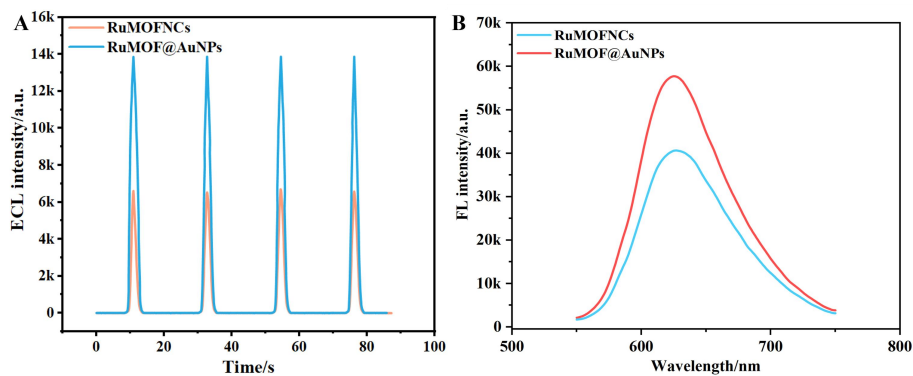 A
RuMOFNCs
RuMOF@AuNPs
16k
14k
12k
10k
8k
6k
4k
2k
0
ECL intensity/a.u.
0 20 40 60 80 100
Time/s
B
RuMOFNCs
RuMOF@AuNPs
70k
60k
50k
40k
30k
20k
10k
0
FL intensity/a.u.
500 600 700 800
Wavelength/nm